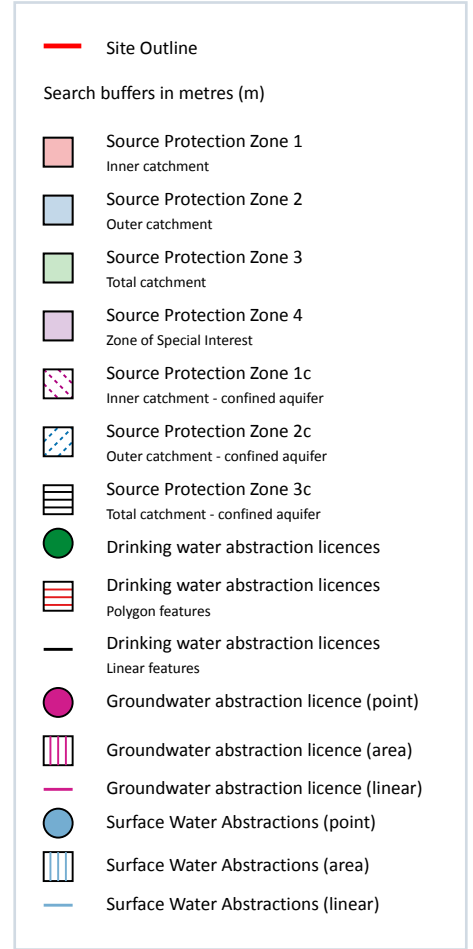 Site Outline
Search buffers in metres (m)
Source Protection Zone 1
Inner catchment
Source Protection Zone 2
Outer catchment
Source Protection Zone 3
Total catchment
Source Protection Zone 4
Zone of Special Interest
Source Protection Zone 1c
Inner catchment - confined aquifer
Source Protection Zone 2c
Outer catchment - confined aquifer
Source Protection Zone 3c
Total catchment - confined aquifer
Drinking water abstraction licences
Drinking water abstraction licences
Polygon features
Drinking water abstraction licences
Linear features
Groundwater abstraction licence (point)
Groundwater abstraction licence (area)
Groundwater abstraction licence (linear)
Surface Water Abstractions (point)
Surface Water Abstractions (area)
Surface Water Abstractions (linear)